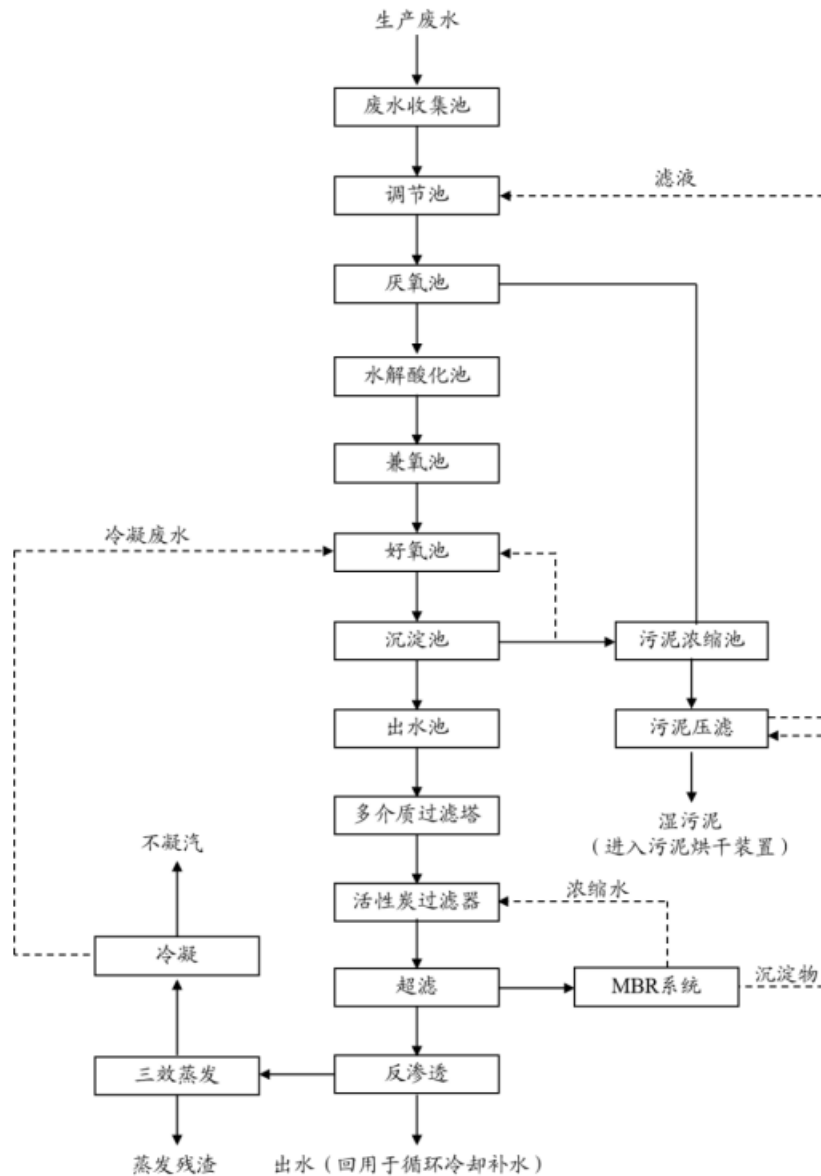 生产废水
废水收集池
调节池
滤液
厌氧池
水解酸化池
兼氧池
冷凝废水
好氧池
沉淀池
污泥浓缩池
出水池
污泥压滤
多介质过滤塔
湿污泥
（进入污泥烘干装置）
不凝汽
活性炭过滤器
浓缩水
冷凝
超滤
MBR系统
沉淀物
三效蒸发
反渗透
蒸发残渣
出水（回用于循环冷却补水）